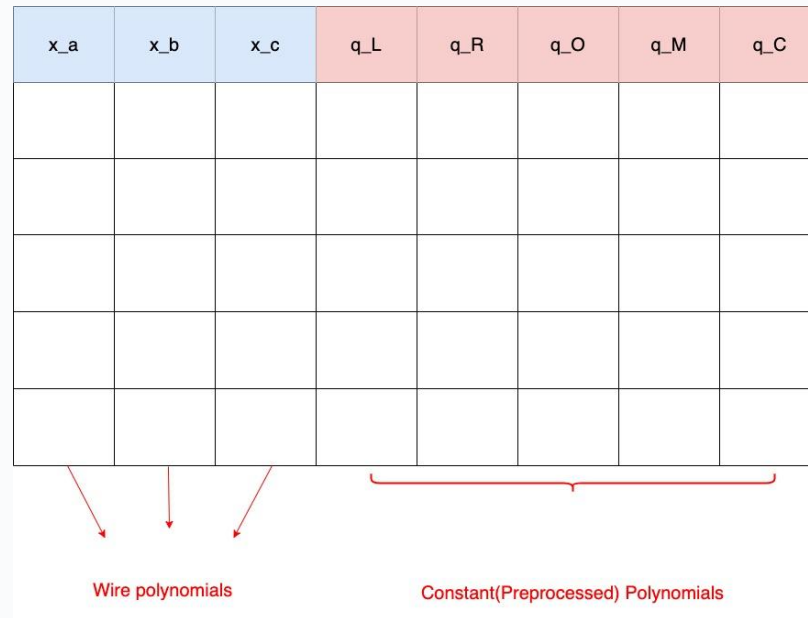 x_a x_b x_c q_L q_R q_O q_M q_C
Wire polynomials
Constant(Preprocessed) Polynomials